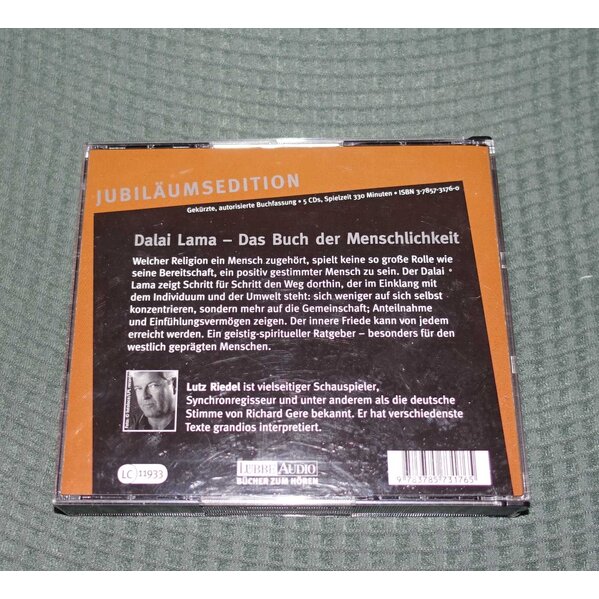 JUBILÄUMSEDITION
Gekürzte, autorisierte Buchfassung • 5 CDs, Spielzeit 330 Minuten • ISBN 3-7857-3176-0
Dalai Lama – Das Buch der Menschlichkeit
Welcher Religion ein Mensch zugehört, spielt keine so große Rolle wie
seine Bereitschaft, ein positiv gestimmter Mensch zu sein. Der Dalai
Lama zeigt Schritt für Schritt den Weg dorthin, der im Einklang mit
dem Individuum und der Umwelt steht: sich weniger auf sich selbst
konzentrieren, sondern mehr auf die Gemeinschaft; Anteilnahme
und Einfühlungsvermögen zeigen. Der innere Friede kann von jedem
erreicht werden. Ein geistig-spiritueller Ratgeber – besonders für den
westlich geprägten Menschen.
Lutz Riedel ist vielseitiger Schauspieler,
Synchronregisseur und unter anderem als die deutsche
Stimme von Richard Gere bekannt. Er hat verschiedenste
Texte grandios interpretiert.
LC 11933
LÜBBE AUDIO
BÜCHER ZUM HÖREN
9 783785 731765